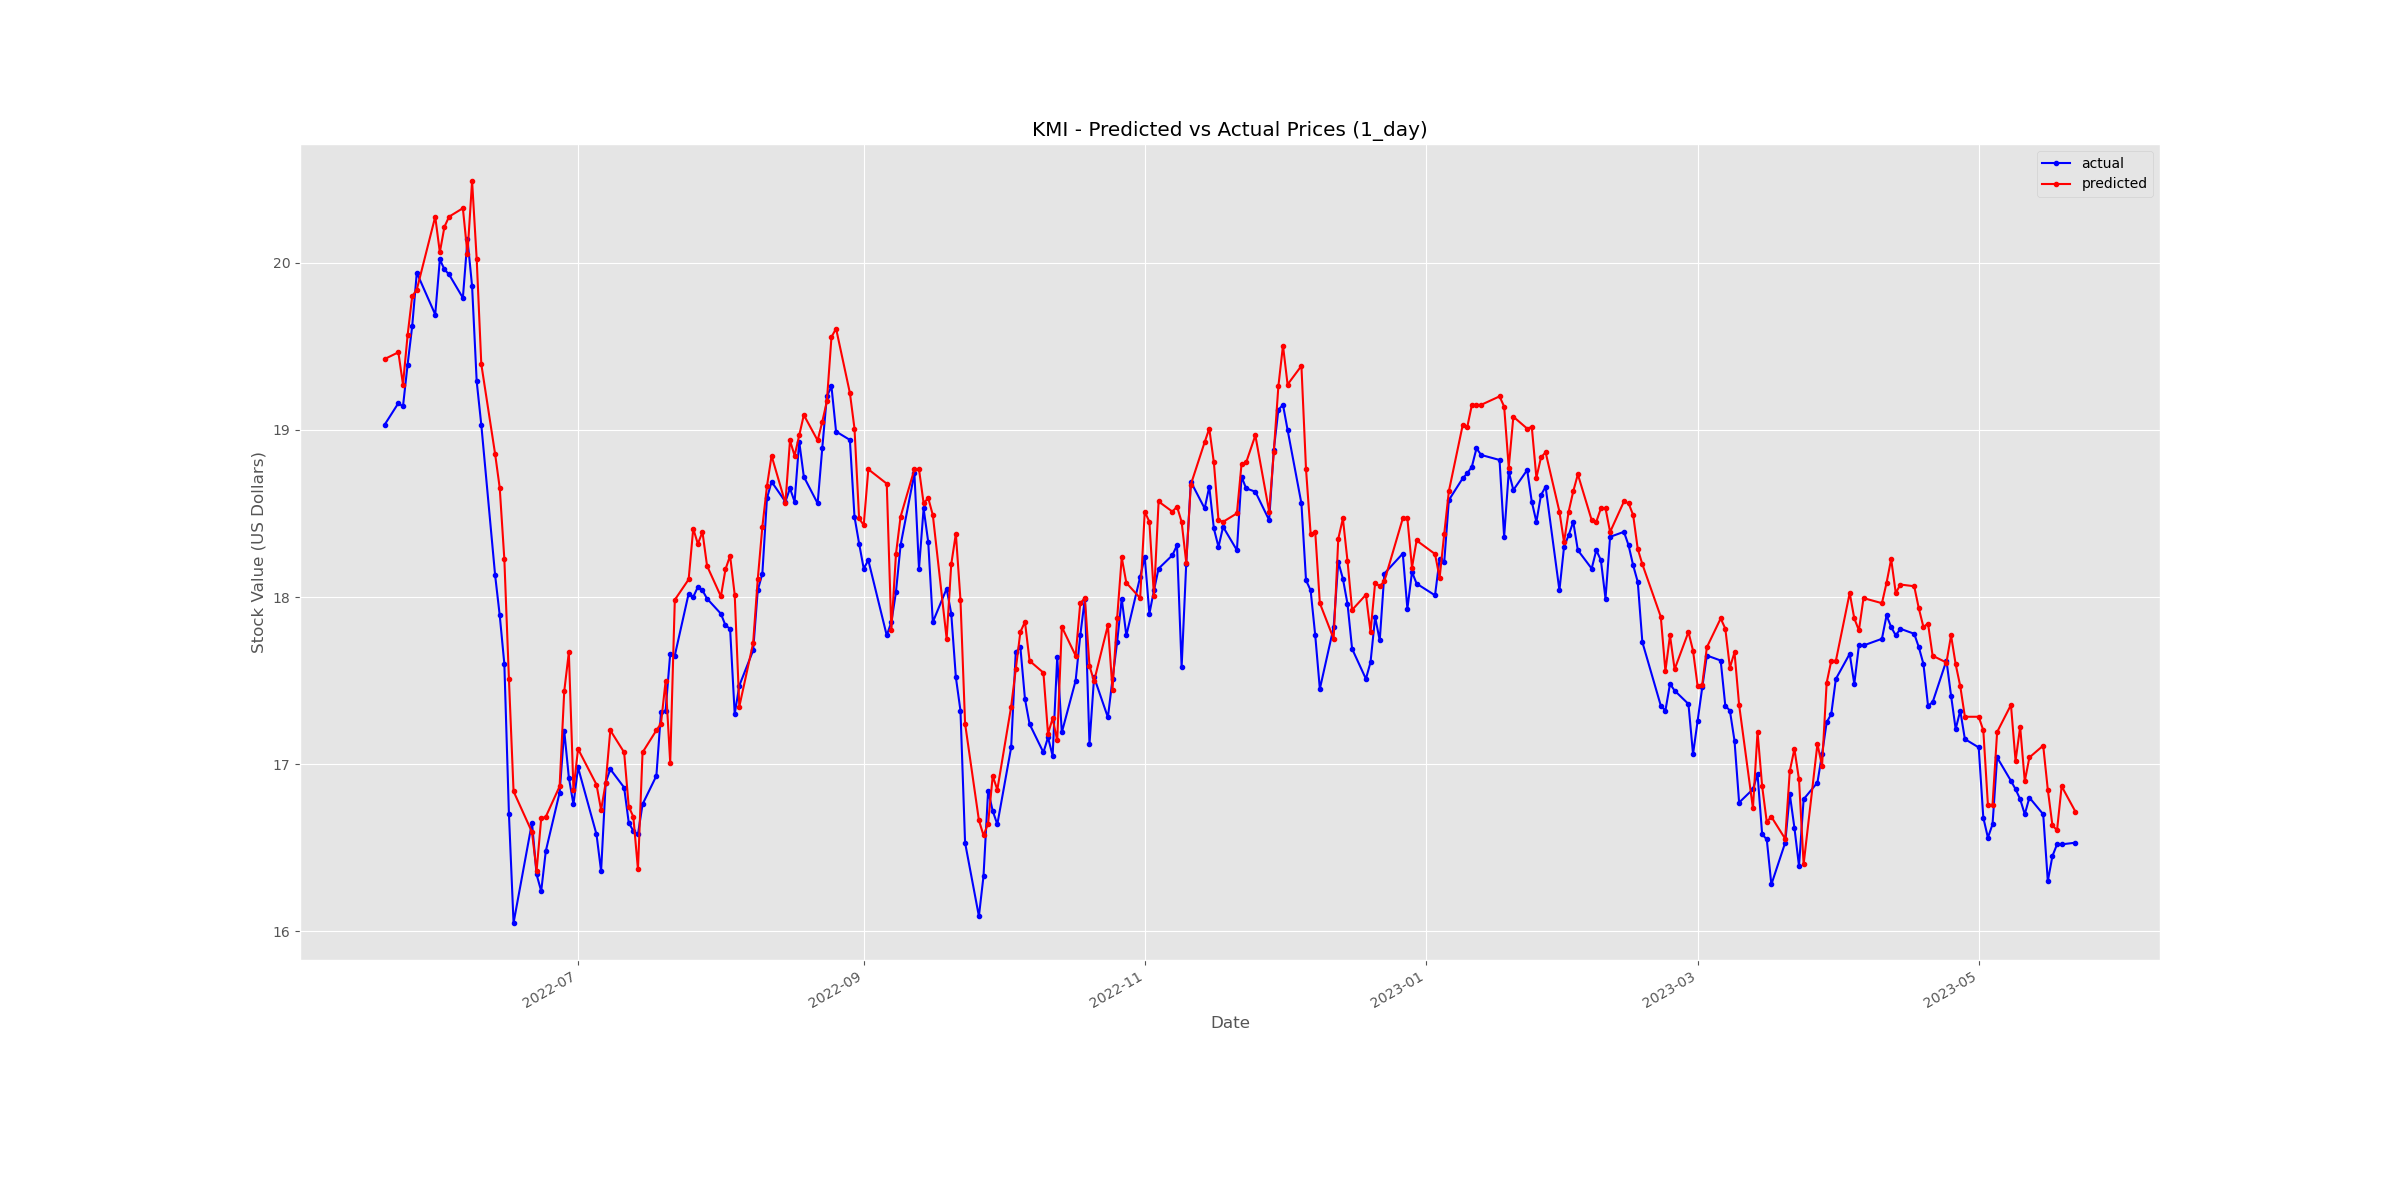 KMI - Predicted vs Actual Prices (1_day)
actual
predicted
Stock Value (US Dollars)
20
19
18
17
16
2022-07
2022-09
2022-11
2023-01
2023-03
2023-05
Date